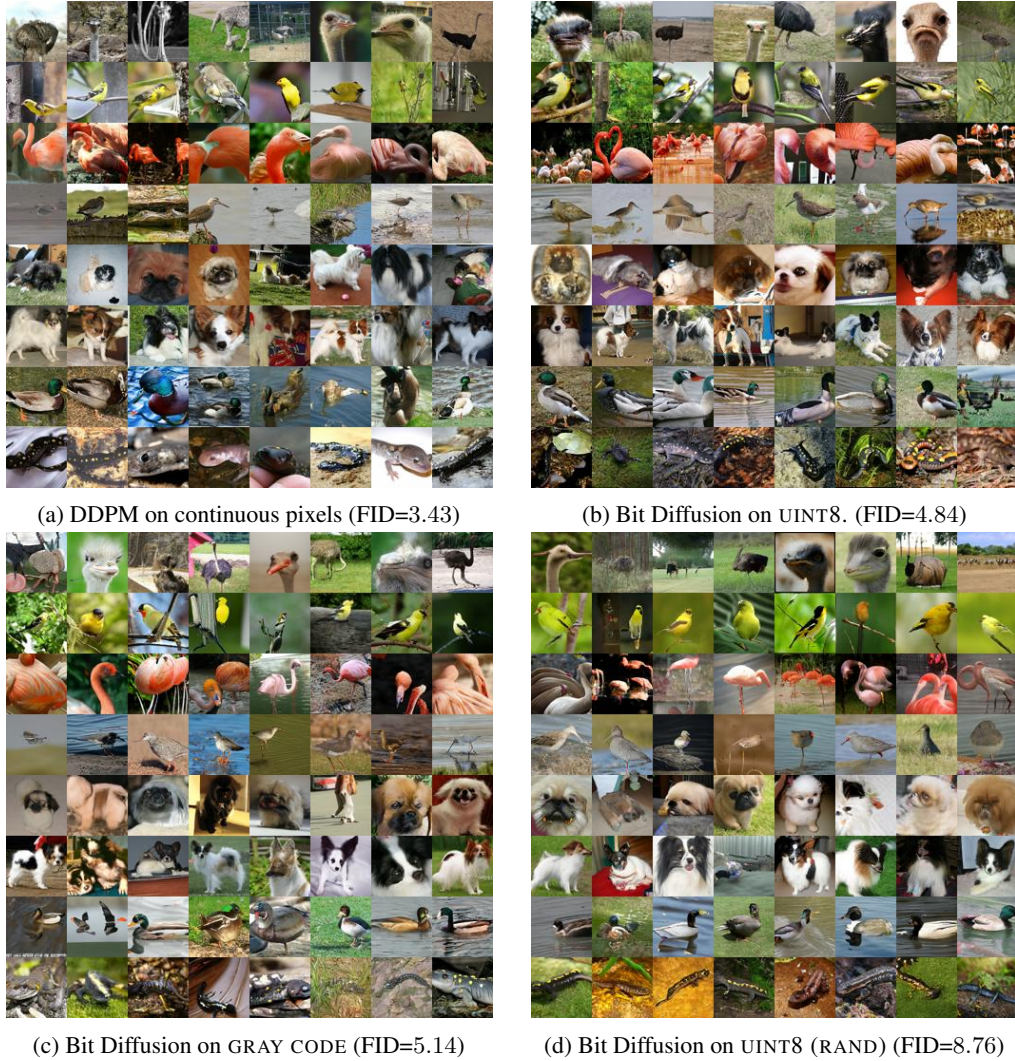 (a) DDPM on continuous pixels (FID=3.43)
(b) Bit Diffusion on UINT8. (FID=4.84)
(c) Bit Diffusion on GRAY CODE (FID=5.14)
(d) Bit Diffusion on UINT8 (RAND) (FID=8.76)